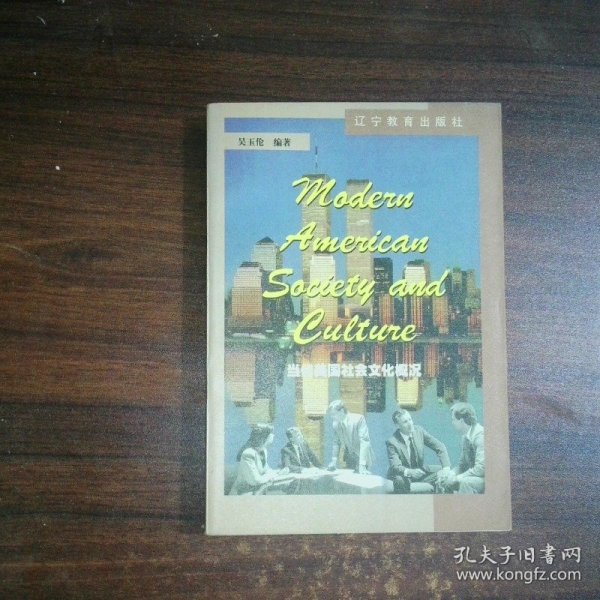 辽宁教育出版社
吴玉伦 编著
Modern
American
Society and
Culture
当代美国社会文化概况
孔夫子旧书网
www.kongfz.com